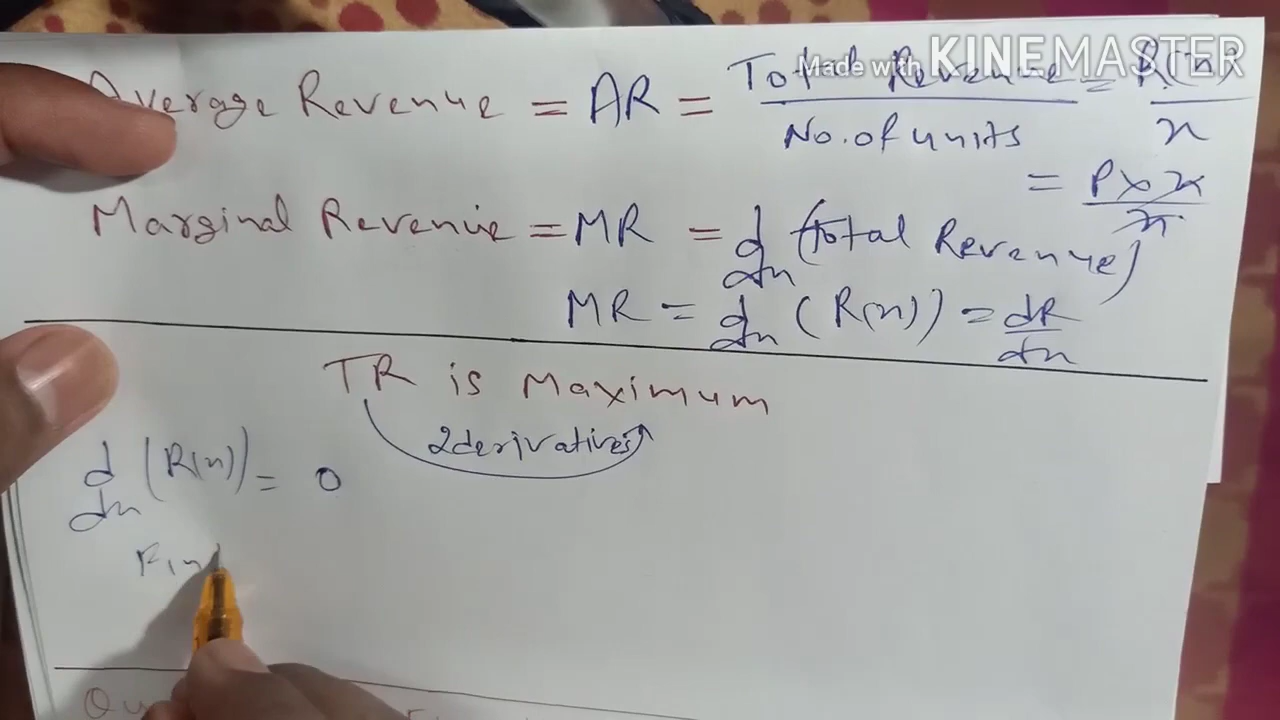 Made with KINEMASTER
Average Revenue = AR = Total Revenue / No. of units = R(x) / x
= P × x / x
Marginal Revenue = MR = d/dx (Total Revenue)
MR = d/dx (R(x)) = dR/dx
TR is Maximum
2 derivatives
d/dx (R(x)) = 0
Find